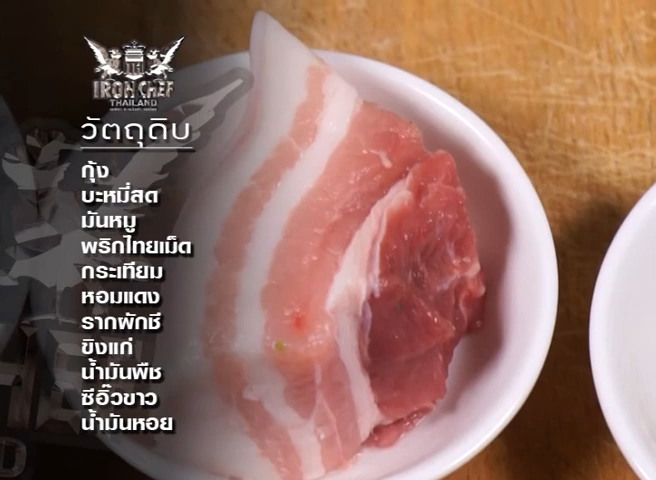 IRON CHEF
THAILAND
วัตถุดิบ
กุ้ง
บะหมี่สด
มันหมู
พริกไทยเม็ด
กระเทียม
หอมแดง
รากผักชี
ขิงแก่
น้ำมันพืช
ซีอิ๊วขาว
น้ำมันหอย